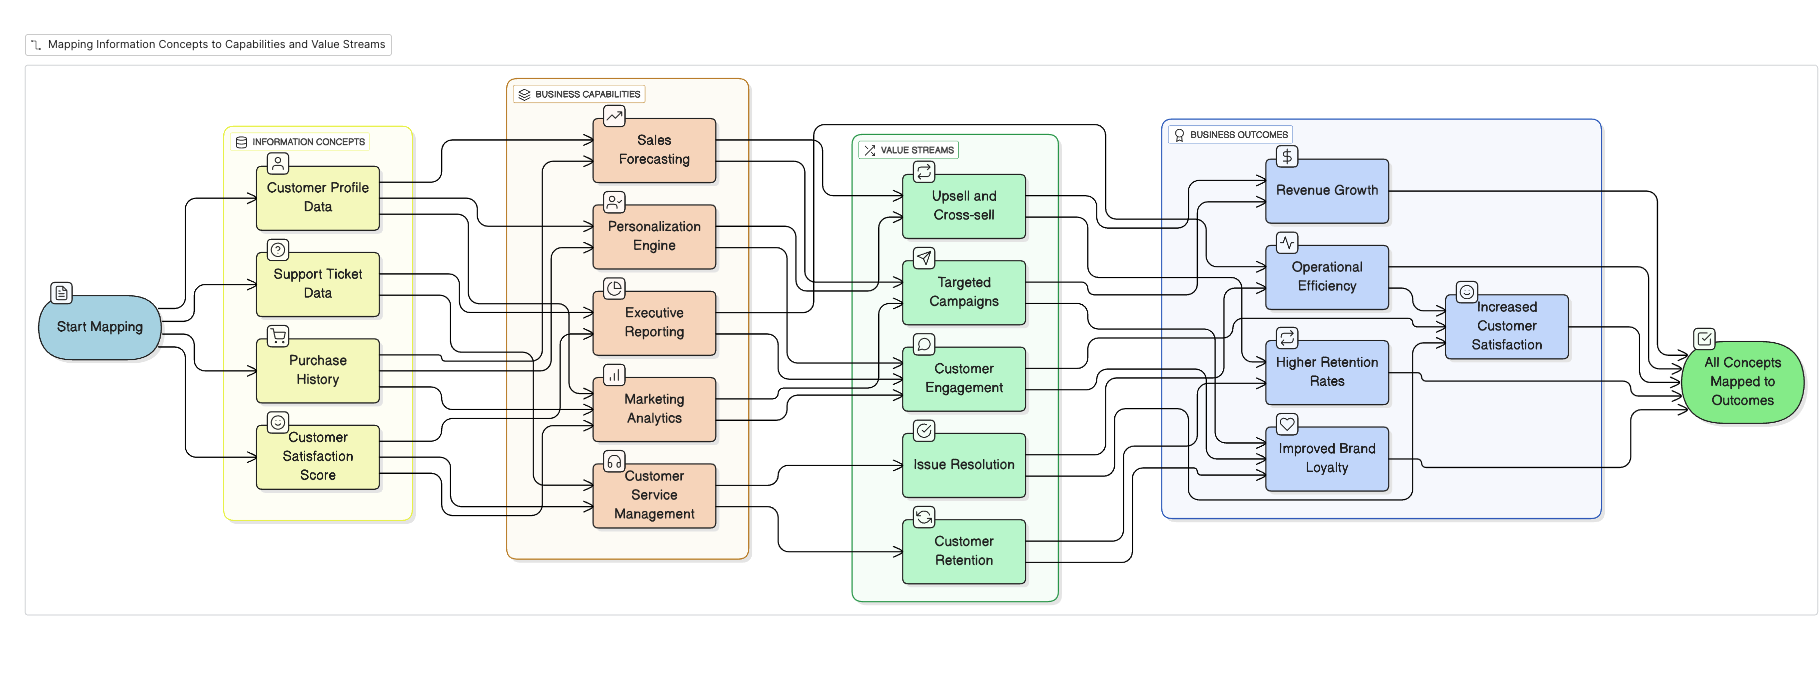 Mapping Information Concepts to Capabilities and Value Streams
Start Mapping
INFORMATION CONCEPTS
Customer Profile
Data
Support Ticket
Data
Purchase
History
Customer
Satisfaction
Score
BUSINESS CAPABILITIES
Sales
Forecasting
Personalization
Engine
Executive
Reporting
Marketing
Analytics
Customer
Service
Management
VALUE STREAMS
Upsell and
Cross-sell
Targeted
Campaigns
Customer
Engagement
Issue Resolution
Customer
Retention
BUSINESS OUTCOMES
Revenue Growth
Operational
Efficiency
Higher Retention
Rates
Improved Brand
Loyalty
Increased
Customer
Satisfaction
All Concepts
Mapped to
Outcomes